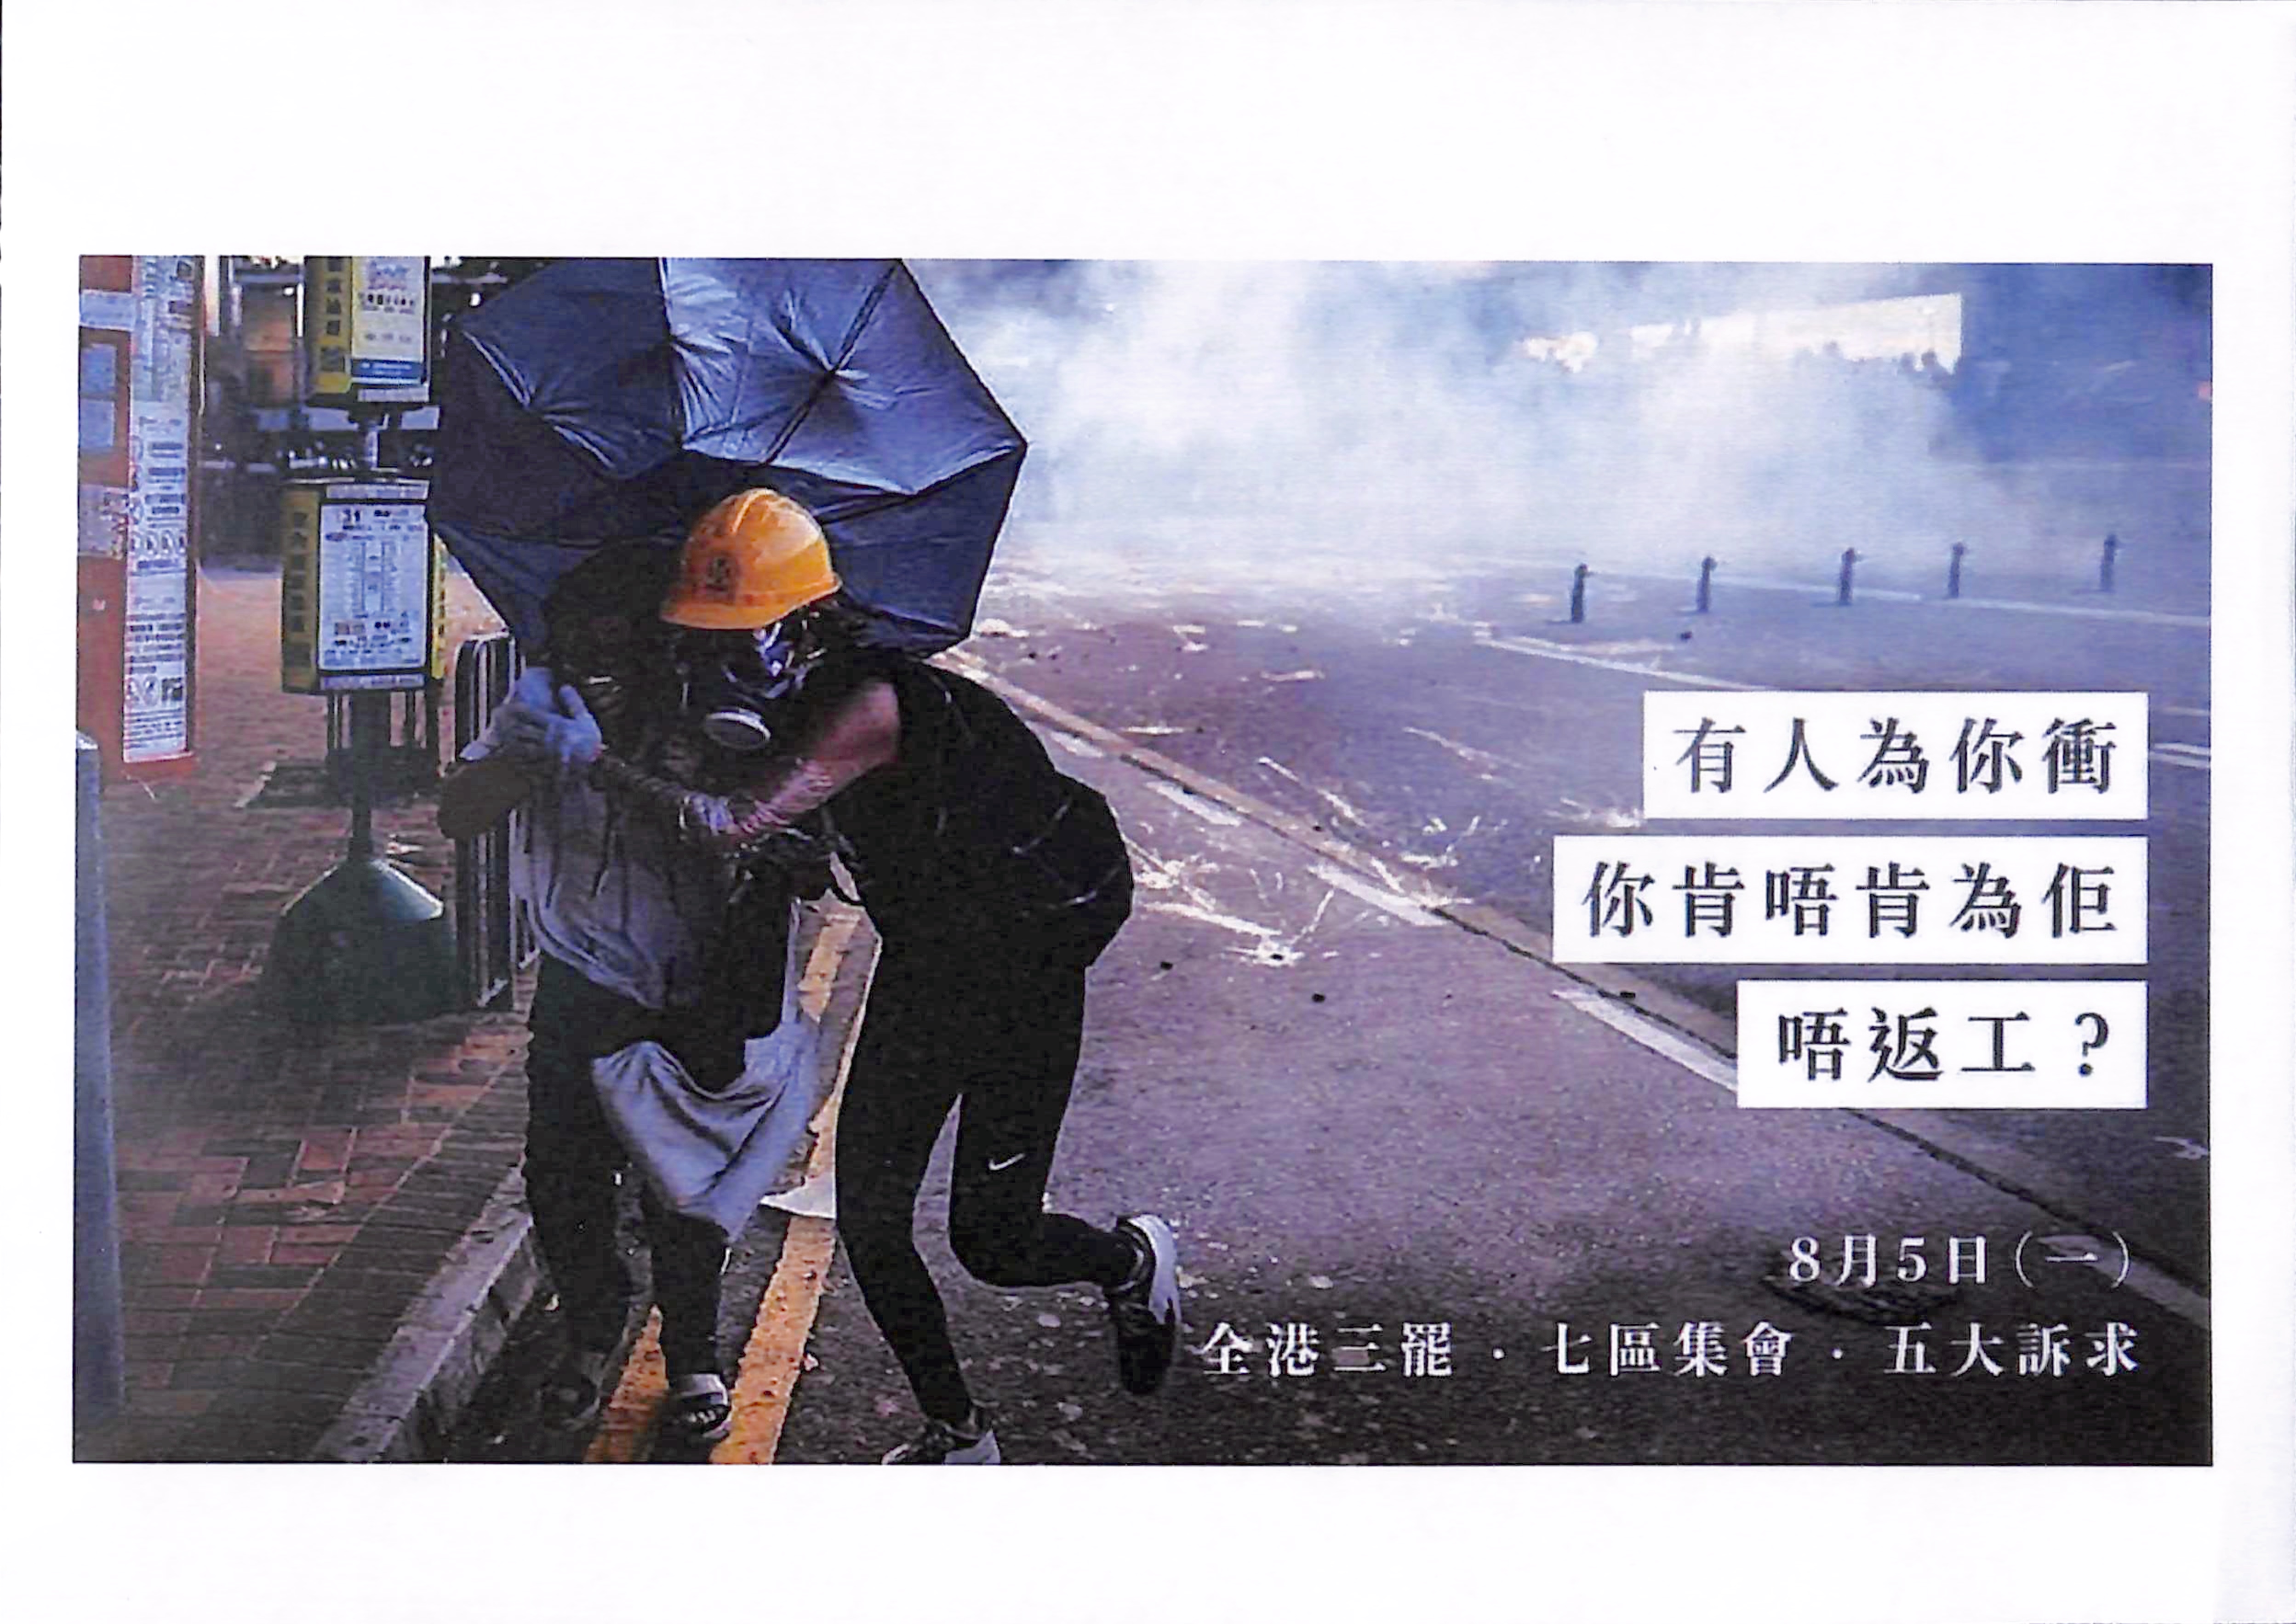 有人為你衝
你肯唔肯為佢
唔返工？
8月5日（一）
全港三罷．七區集會．五大訴求